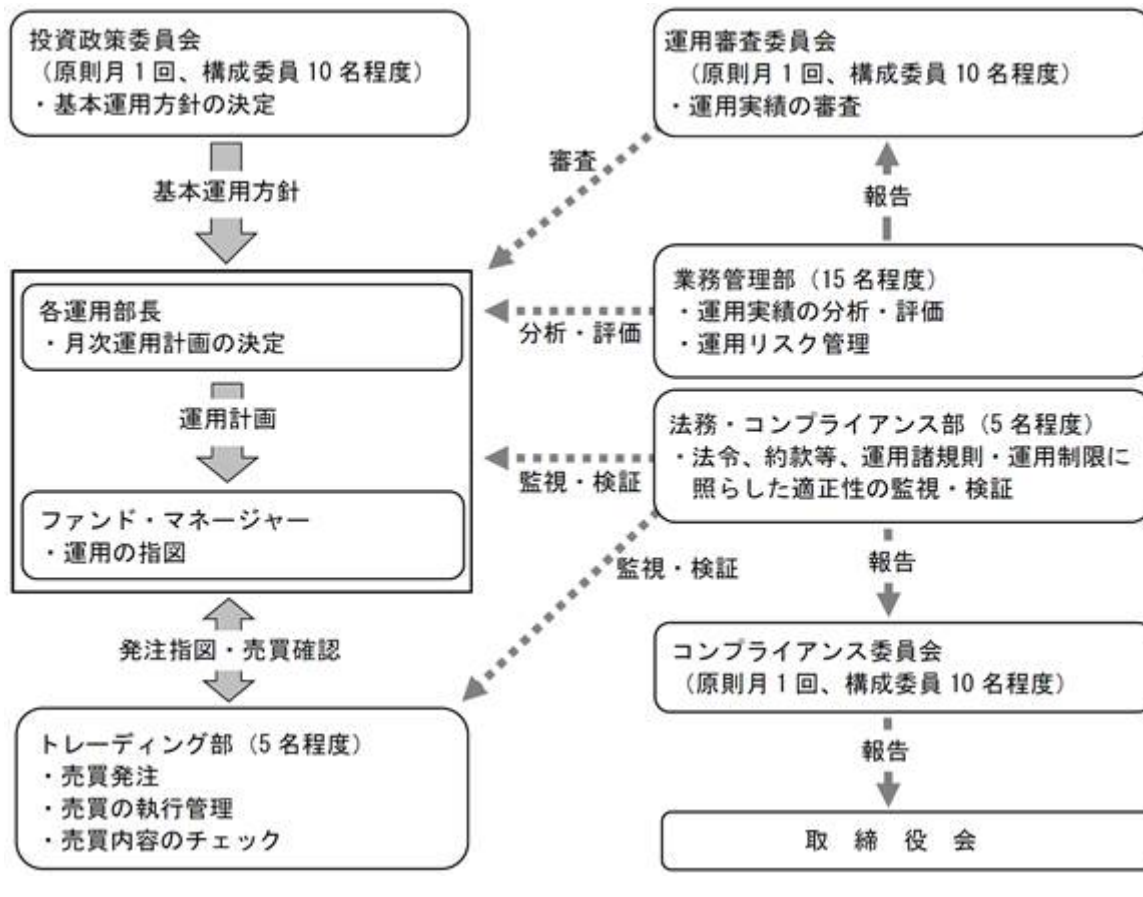 投資政策委員会
（原則月１回、構成委員 10 名程度）
・基本運用方針の決定
基本運用方針
各運用部長
・月次運用計画の決定
運用計画
ファンド・マネージャー
・運用の指図
発注指図・売買確認
トレーディング部（5 名程度）
・売買発注
・売買の執行管理
・売買内容のチェック
運用審査委員会
（原則月１回、構成委員 10 名程度）
・運用実績の審査
審査
報告
業務管理部（15 名程度）
・運用実績の分析・評価
・運用リスク管理
分析・評価
法務・コンプライアンス部（5 名程度）
・法令、約款等、運用諸規則・運用制限に
照らした適正性の監視・検証
監視・検証
監視・検証
報告
コンプライアンス委員会
（原則月１回、構成委員 10 名程度）
報告
取　締　役　会